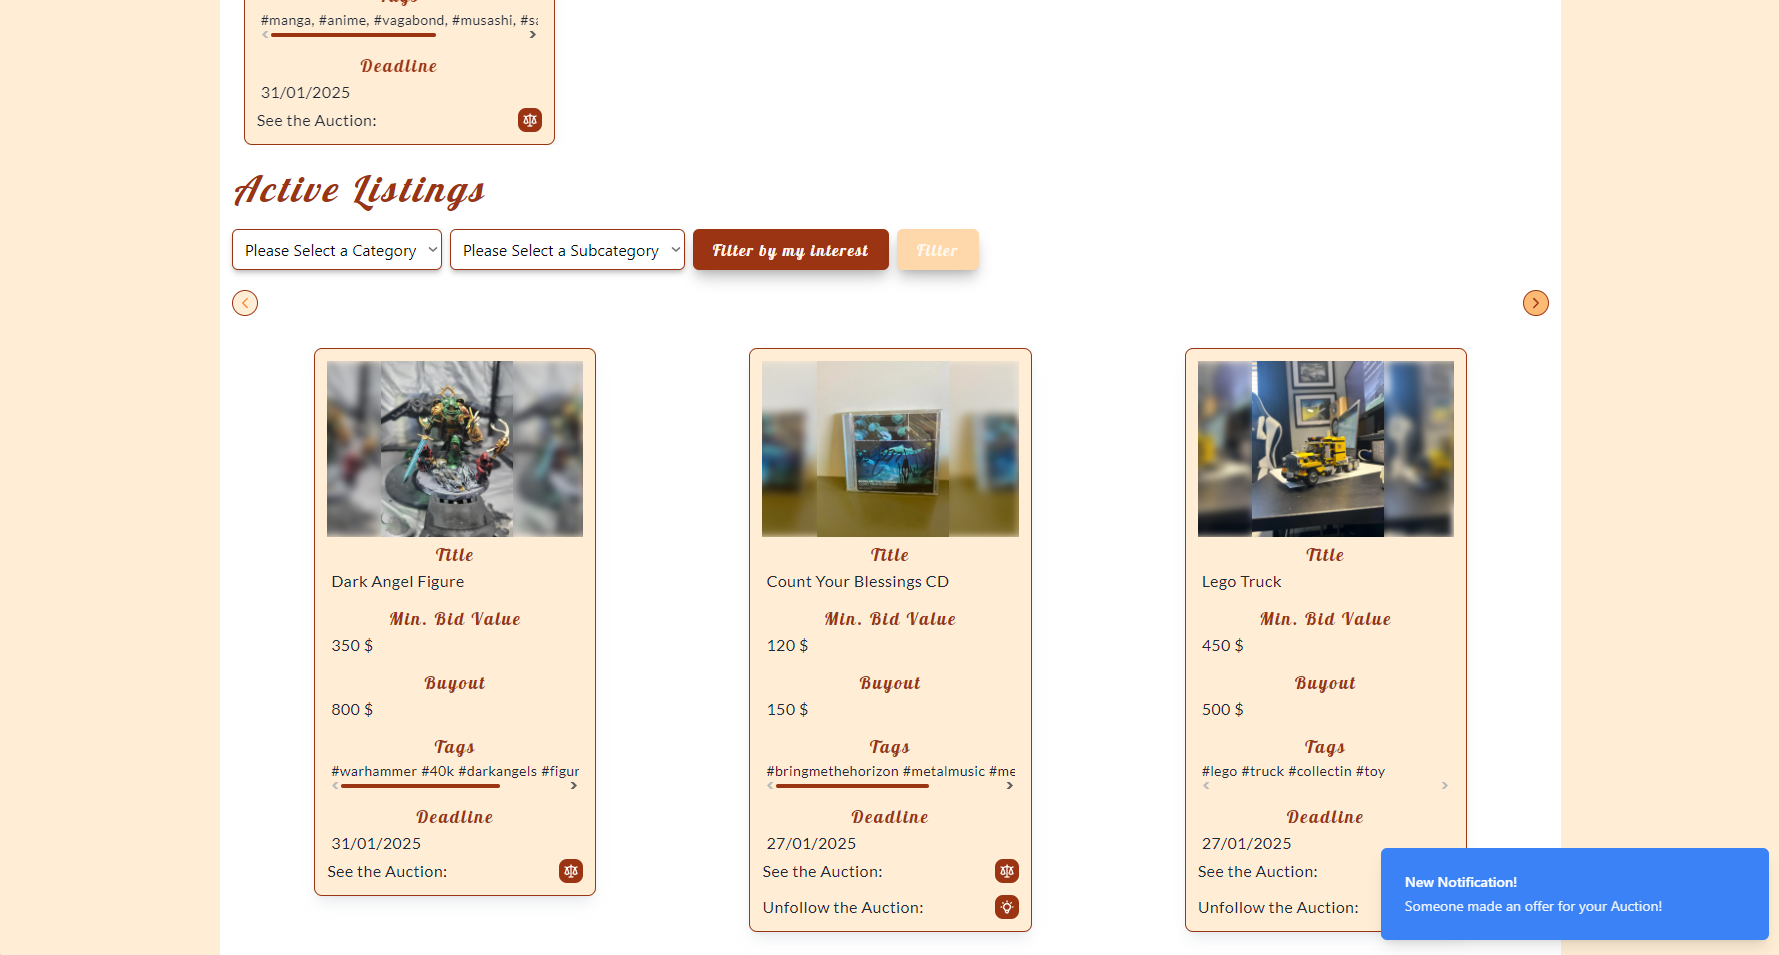 Tags
#manga, #anime, #vagabond, #musashi, #sa
Deadline
31/01/2025
See the Auction:
Active Listings
Please Select a Category
Please Select a Subcategory
Filter by my interest
Filter
Title
Dark Angel Figure
Min. Bid Value
350 $
Buyout
800 $
Tags
#warhammer #40k #darkangels #figur
Deadline
31/01/2025
See the Auction:
Title
Count Your Blessings CD
Min. Bid Value
120 $
Buyout
150 $
Tags
#bringmethehorizon #metalmusic #me
Deadline
27/01/2025
See the Auction:
Unfollow the Auction:
Title
Lego Truck
Min. Bid Value
450 $
Buyout
500 $
Tags
#lego #truck #collectin #toy
Deadline
27/01/2025
See the Auction:
Unfollow the Auction:
New Notification!
Someone made an offer for your Auction!